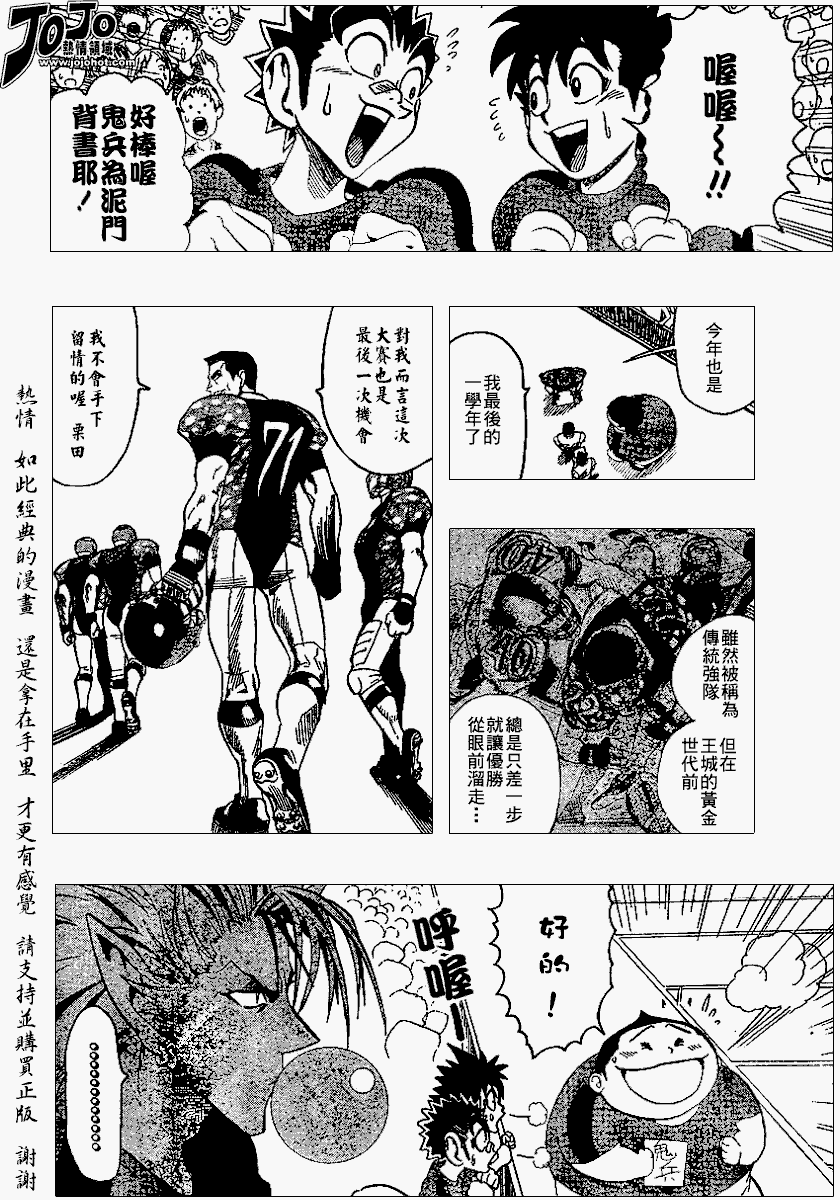 JOJO
熱情領域
www.jojohot.com
喔喔~!!
好棒喔
鬼兵為泥門
背書耶!
今年也是
我最後的
一學年了
雖然被稱為
傳統強隊
但在
王城的黃金
世代前
總是只差一步
就讓優勝
從眼前溜走…
對我而言這次
大賽也是
最後一次機會
我不會手下
留情的喔 栗田
71
40
好的!
呼喔—
鬼兵
…………
熱情 如此經典的漫畫 還是拿在手里 才更有感覺 請支持並購買正版 謝謝